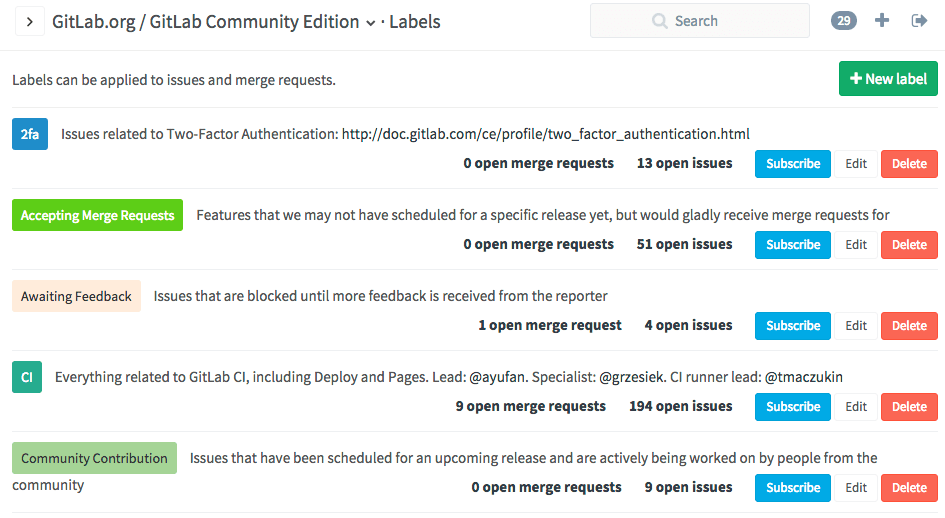 GitLab.org / GitLab Community Edition · Labels
Search
29
Labels can be applied to issues and merge requests.
New label
2fa Issues related to Two-Factor Authentication: http://doc.gitlab.com/ce/profile/two_factor_authentication.html
0 open merge requests 13 open issues Subscribe Edit Delete
Accepting Merge Requests Features that we may not have scheduled for a specific release yet, but would gladly receive merge requests for
0 open merge requests 51 open issues Subscribe Edit Delete
Awaiting Feedback Issues that are blocked until more feedback is received from the reporter
1 open merge request 4 open issues Subscribe Edit Delete
CI Everything related to GitLab CI, including Deploy and Pages. Lead: @ayufan. Specialist: @grzesiek. CI runner lead: @tmaczukin
9 open merge requests 194 open issues Subscribe Edit Delete
Community Contribution Issues that have been scheduled for an upcoming release and are actively being worked on by people from the
community 0 open merge requests 9 open issues Subscribe Edit Delete